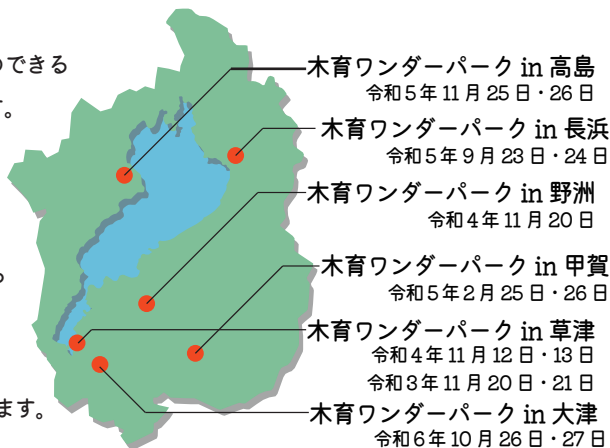 のできる
す。
木育ワンダーパーク in 高島
令和5年 11月 25日・26日
木育ワンダーパーク in 長浜
令和5年 9月 23日・24日
木育ワンダーパーク in 野洲
令和4年 11月 20日
木育ワンダーパーク in 甲賀
令和5年 2月 25日・26日
木育ワンダーパーク in 草津
令和4年 11月 12日・13日
令和3年 11月 20日・21日
ます。
木育ワンダーパーク in 大津
令和6年 10月 26日・27日